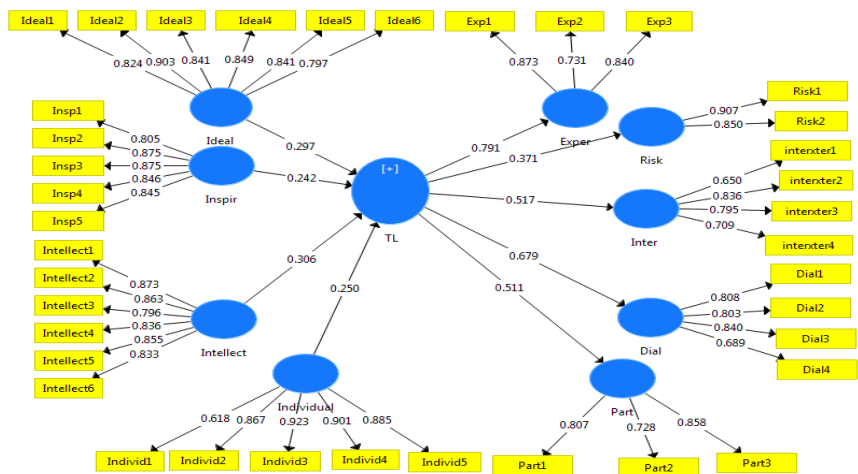 Ideal1
Ideal2
Ideal3
Ideal4
Ideal5
Ideal6
0.824
0.903
0.841
0.849
0.841
0.797
Ideal
0.297
Insp1
Insp2
Insp3
Insp4
Insp5
0.805
0.875
0.875
0.846
0.845
Inspir
0.242
Intellect1
Intellect2
Intellect3
Intellect4
Intellect5
Intellect6
0.873
0.863
0.796
0.836
0.855
0.833
Intellect
0.306
Individual
0.250
0.618
0.867
0.923
0.901
0.885
Individ1
Individ2
Individ3
Individ4
Individ5
[+]
TL
Exp1
Exp2
Exp3
0.873
0.731
0.840
Exper
0.791
Risk1
Risk2
0.907
0.850
Risk
0.371
interxter1
interxter2
interxter3
interxter4
0.650
0.836
0.795
0.709
Inter
0.517
Dial1
Dial2
Dial3
Dial4
0.808
0.803
0.840
0.689
Dial
0.679
Part
0.511
0.807
0.728
0.858
Part1
Part2
Part3